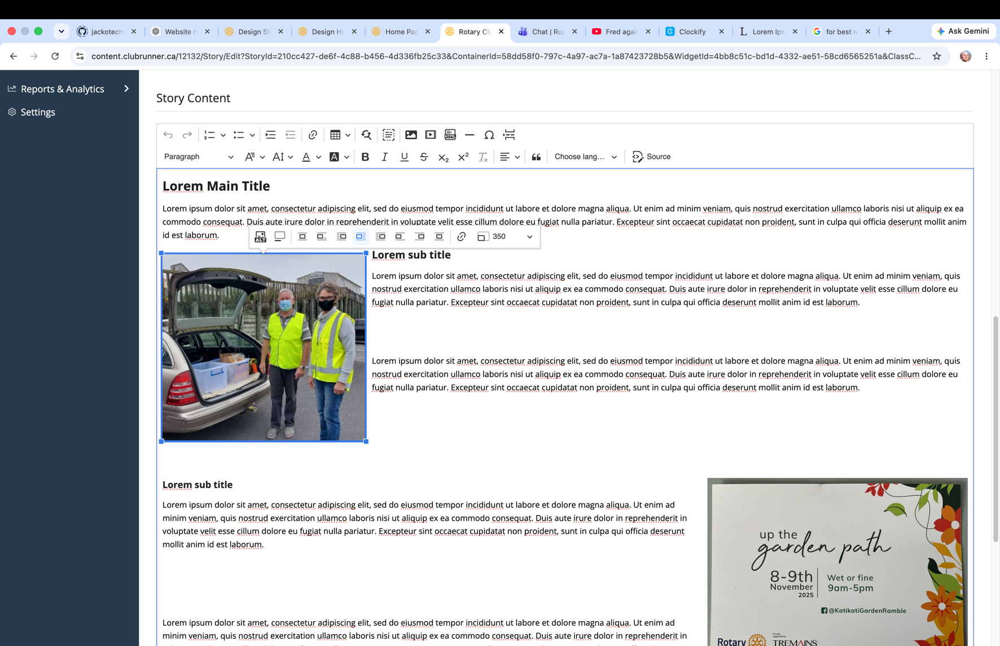 jackotech
Website r
Design St
Design Ho
Home Pag
Rotary Clu
Chat | Rup
Fred again
Clockify
Lorem Ips
for best re
Ask Gemini
content.clubrunner.ca/12132/Story/Edit?StoryId=210cc427-de6f-4c88-b456-4d336fb25c33&ContainerId=58dd58f0-797c-4a97-ac7a-1a87423728b5&WidgetId=4bb8c51c-bd1d-4332-ae51-58cd6565251a&ClassC...
Reports & Analytics
Settings
Story Content
Paragraph
Choose lang...
Source
Lorem Main Title
Lorem ipsum dolor sit amet, consectetur adipiscing elit, sed do eiusmod tempor incididunt ut labore et dolore magna aliqua. Ut enim ad minim veniam, quis nostrud exercitation ullamco laboris nisi ut aliquip ex ea
commodo consequat. Duis aute irure dolor in reprehenderit in voluptate velit esse cillum dolore eu fugiat nulla pariatur. Excepteur sint occaecat cupidatat non proident, sunt in culpa qui officia deserunt mollit anim
id est laborum.
ALT
350
Lorem sub title
Lorem ipsum dolor sit amet, consectetur adipiscing elit, sed do eiusmod tempor incididunt ut labore et dolore magna aliqua. Ut enim ad minim veniam, quis
nostrud exercitation ullamco laboris nisi ut aliquip ex ea commodo consequat. Duis aute irure dolor in reprehenderit in voluptate velit esse cillum dolore eu
fugiat nulla pariatur. Excepteur sint occaecat cupidatat non proident, sunt in culpa qui officia deserunt mollit anim id est laborum.
Lorem ipsum dolor sit amet, consectetur adipiscing elit, sed do eiusmod tempor incididunt ut labore et dolore magna aliqua. Ut enim ad minim veniam, quis
nostrud exercitation ullamco laboris nisi ut aliquip ex ea commodo consequat. Duis aute irure dolor in reprehenderit in voluptate velit esse cillum dolore eu
fugiat nulla pariatur. Excepteur sint occaecat cupidatat non proident, sunt in culpa qui officia deserunt mollit anim id est laborum.
Lorem sub title
Lorem ipsum dolor sit amet, consectetur adipiscing elit, sed do eiusmod tempor incididunt ut labore et dolore magna aliqua. Ut enim ad
minim veniam, quis nostrud exercitation ullamco laboris nisi ut aliquip ex ea commodo consequat. Duis aute irure dolor in reprehenderit in
voluptate velit esse cillum dolore eu fugiat nulla pariatur. Excepteur sint occaecat cupidatat non proident, sunt in culpa qui officia deserunt
mollit anim id est laborum.
up the
garden path
8-9th
November
2025
Wet or fine
9am-5pm
@KatikatiGardenRamble
Rotary
Proudly
supported by
TREMAINS
Lorem ipsum dolor sit amet, consectetur adipiscing elit, sed do eiusmod tempor incididunt ut labore et dolore magna aliqua. Ut enim ad
minim veniam, quis nostrud exercitation ullamco laboris nisi ut aliquip ex ea commodo consequat. Duis aute irure dolor in reprehenderit in